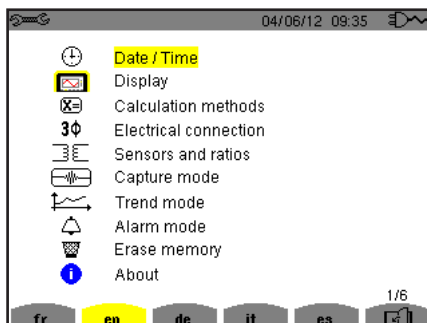 04/06/12 09:35
Date / Time
Display
X= Calculation methods
3ϕ Electrical connection
Sensors and ratios
Capture mode
Trend mode
Alarm mode
Erase memory
i About
1/6
fr en de it es